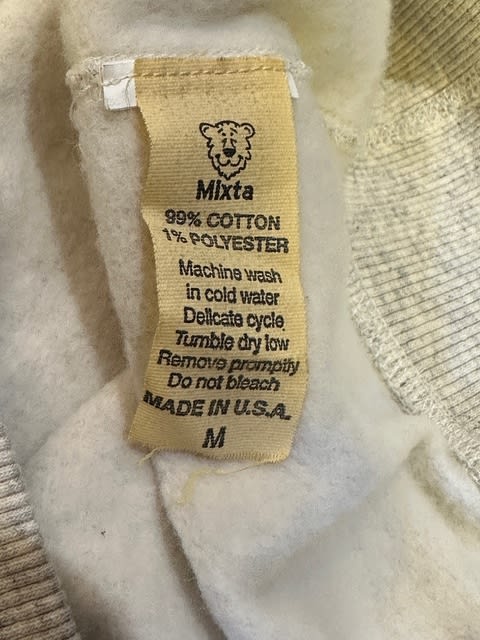 Mixta
99% COTTON
1% POLYESTER
Machine wash
in cold water
Delicate cycle
Tumble dry low
Remove promptly
Do not bleach
MADE IN U.S.A.
M